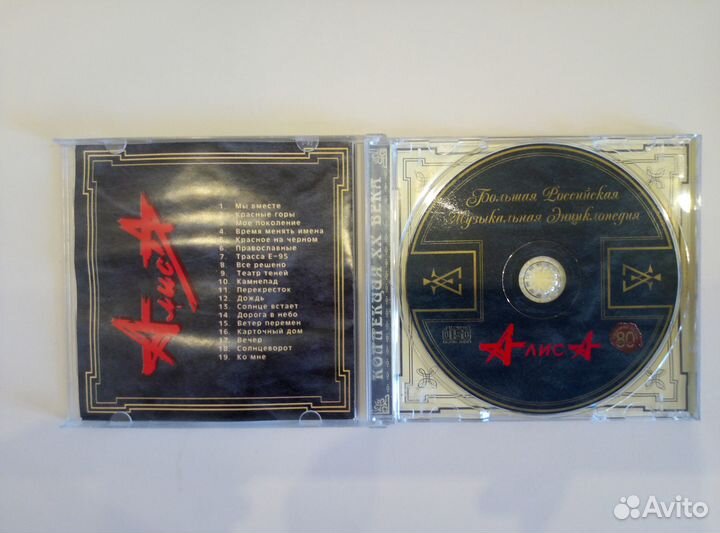 АлисА
1. Мы вместе
2. Красные горы
3. Мое поколение
4. Время менять имена
5. Красное на черном
6. Православные
7. Трасса Е-95
8. Все решено
9. Театр теней
10. Камнепад
11. Перекресток
12. Дождь
13. Солнце встает
14. Дорога в небо
15. Ветер перемен
16. Карточный дом
17. Вечер
18. Солнцеворот
19. Ко мне
КОЛЛЕКЦИЯ XX ВЕКА
Большая Российская
Музыкальная Энциклопедия
АлисА
80
Avito